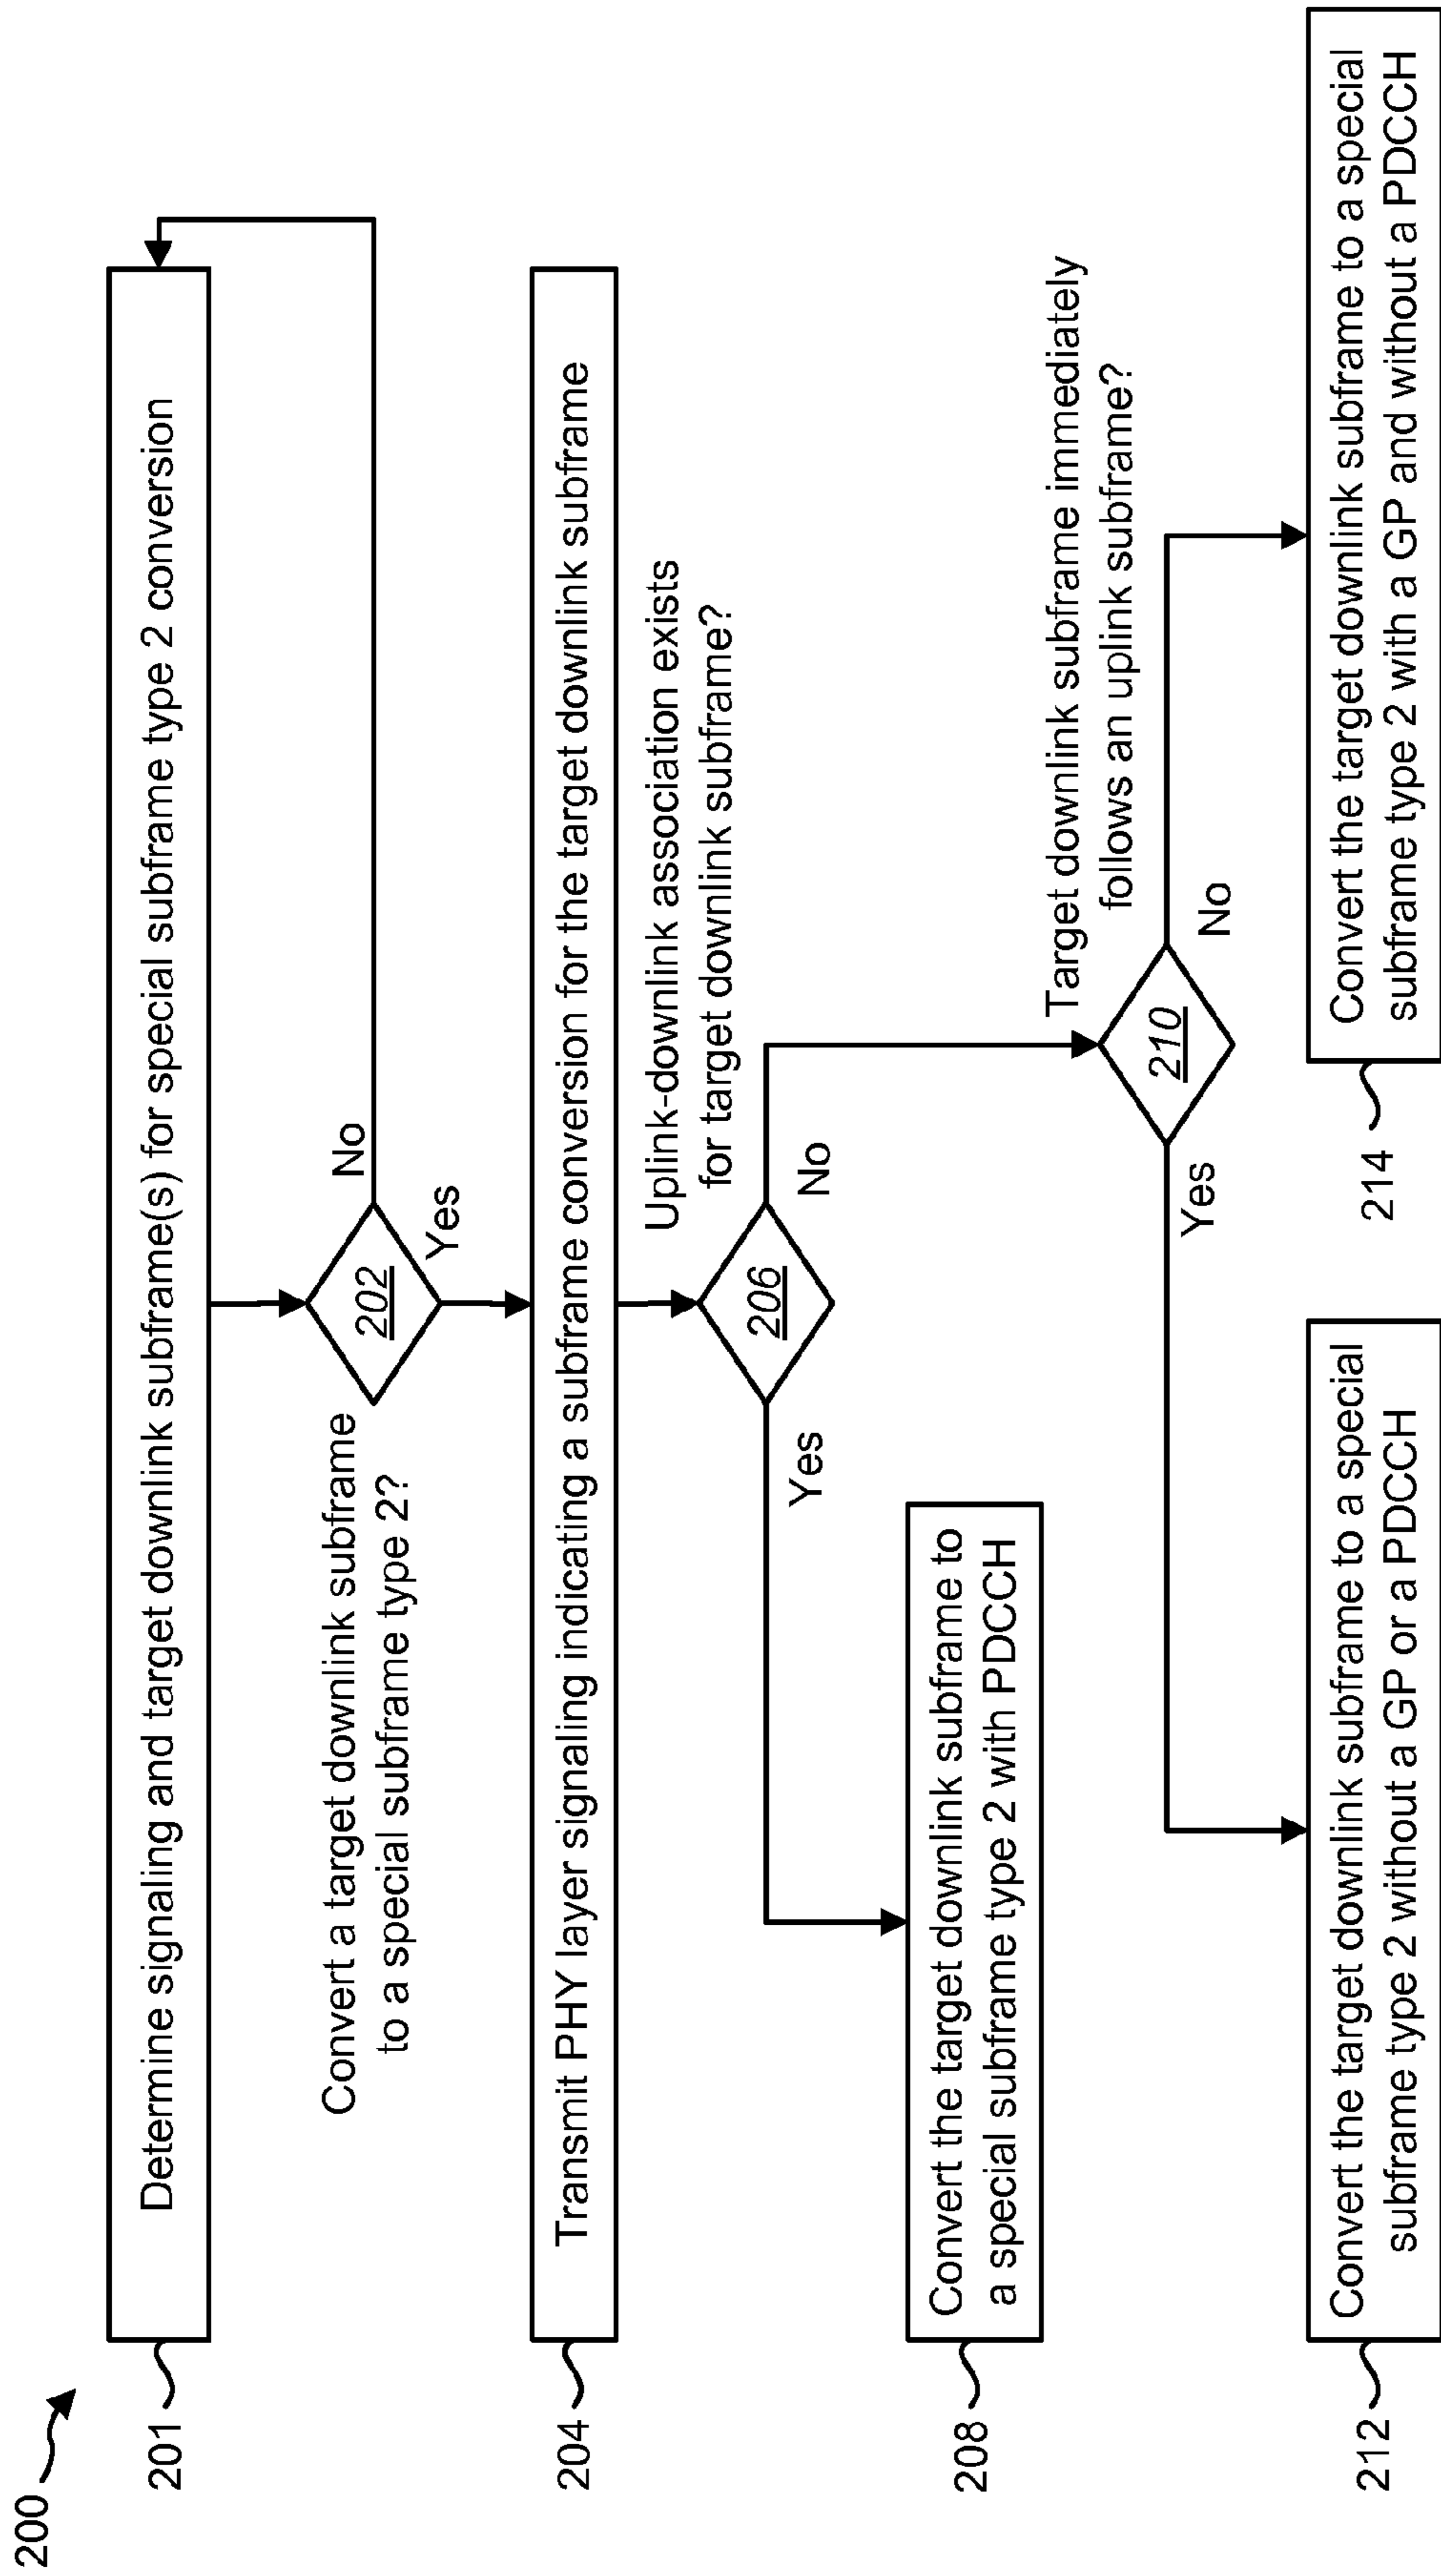 200
201
Determine signaling and target downlink subframe(s) for special subframe type 2 conversion
Convert a target downlink subframe
to a special subframe type 2?
202
No
Yes
204
Transmit PHY layer signaling indicating a subframe conversion for the target downlink subframe
Uplink-downlink association exists
for target downlink subframe?
206
Yes
No
208
Convert the target downlink subframe to
a special subframe type 2 with PDCCH
Target downlink subframe immediately
follows an uplink subframe?
210
Yes
No
212
Convert the target downlink subframe to a special
subframe type 2 without a GP or a PDCCH
214
Convert the target downlink subframe to a special
subframe type 2 with a GP and without a PDCCH